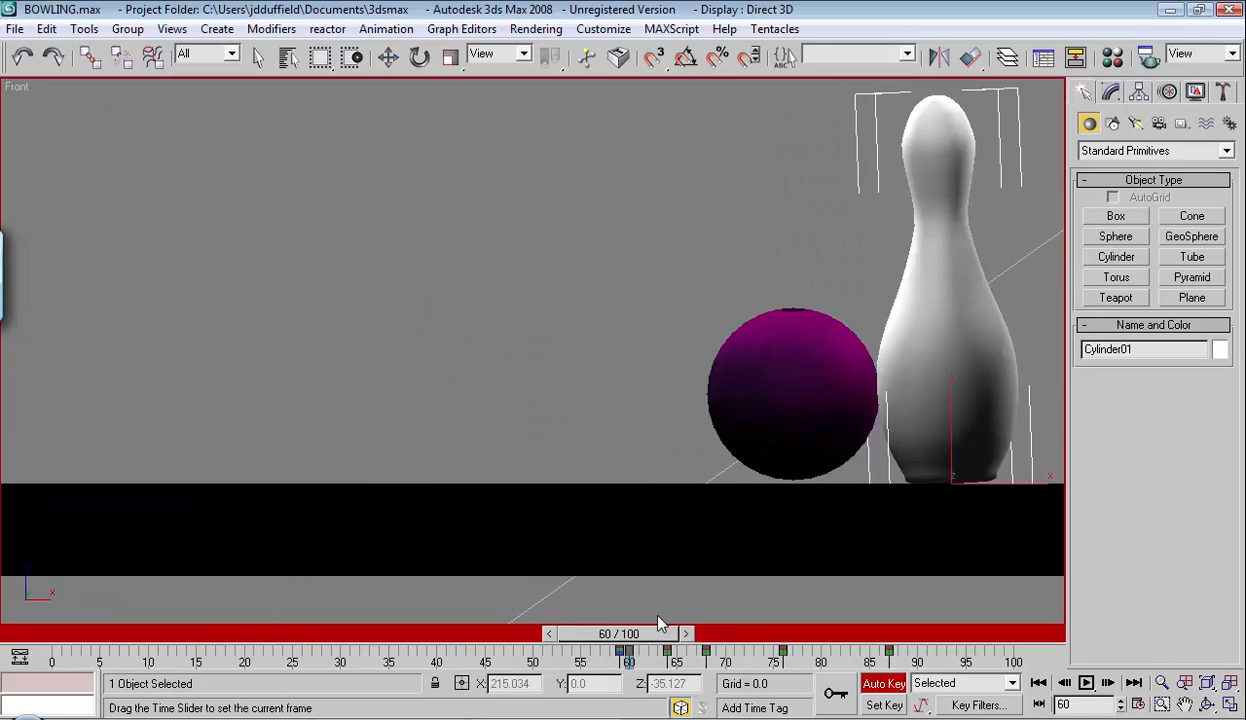 BOWLING.max - Project Folder: C:\Users\jdduffield\Documents\3dsmax - Autodesk 3ds Max 2008 - Unregistered Version - Display : Direct 3D
File Edit Tools Group Views Create Modifiers reactor Animation Graph Editors Rendering Customize MAXScript Help Tentacles
All View View
Front
Standard Primitives
Object Type
AutoGrid
Box Cone
Sphere GeoSphere
Cylinder Tube
Torus Pyramid
Teapot Plane
Name and Color
Cylinder01
x
z
x
x
< 60 / 100 >
0 5 10 15 20 25 30 35 40 45 50 55 60 65 70 75 80 85 90 95 100
1 Object Selected X: 215.034 Y: 0.0 Z: -35.127 Grid = 0.0 Auto Key Selected
Drag the Time Slider to set the current frame Add Time Tag Set Key Key Filters... 60